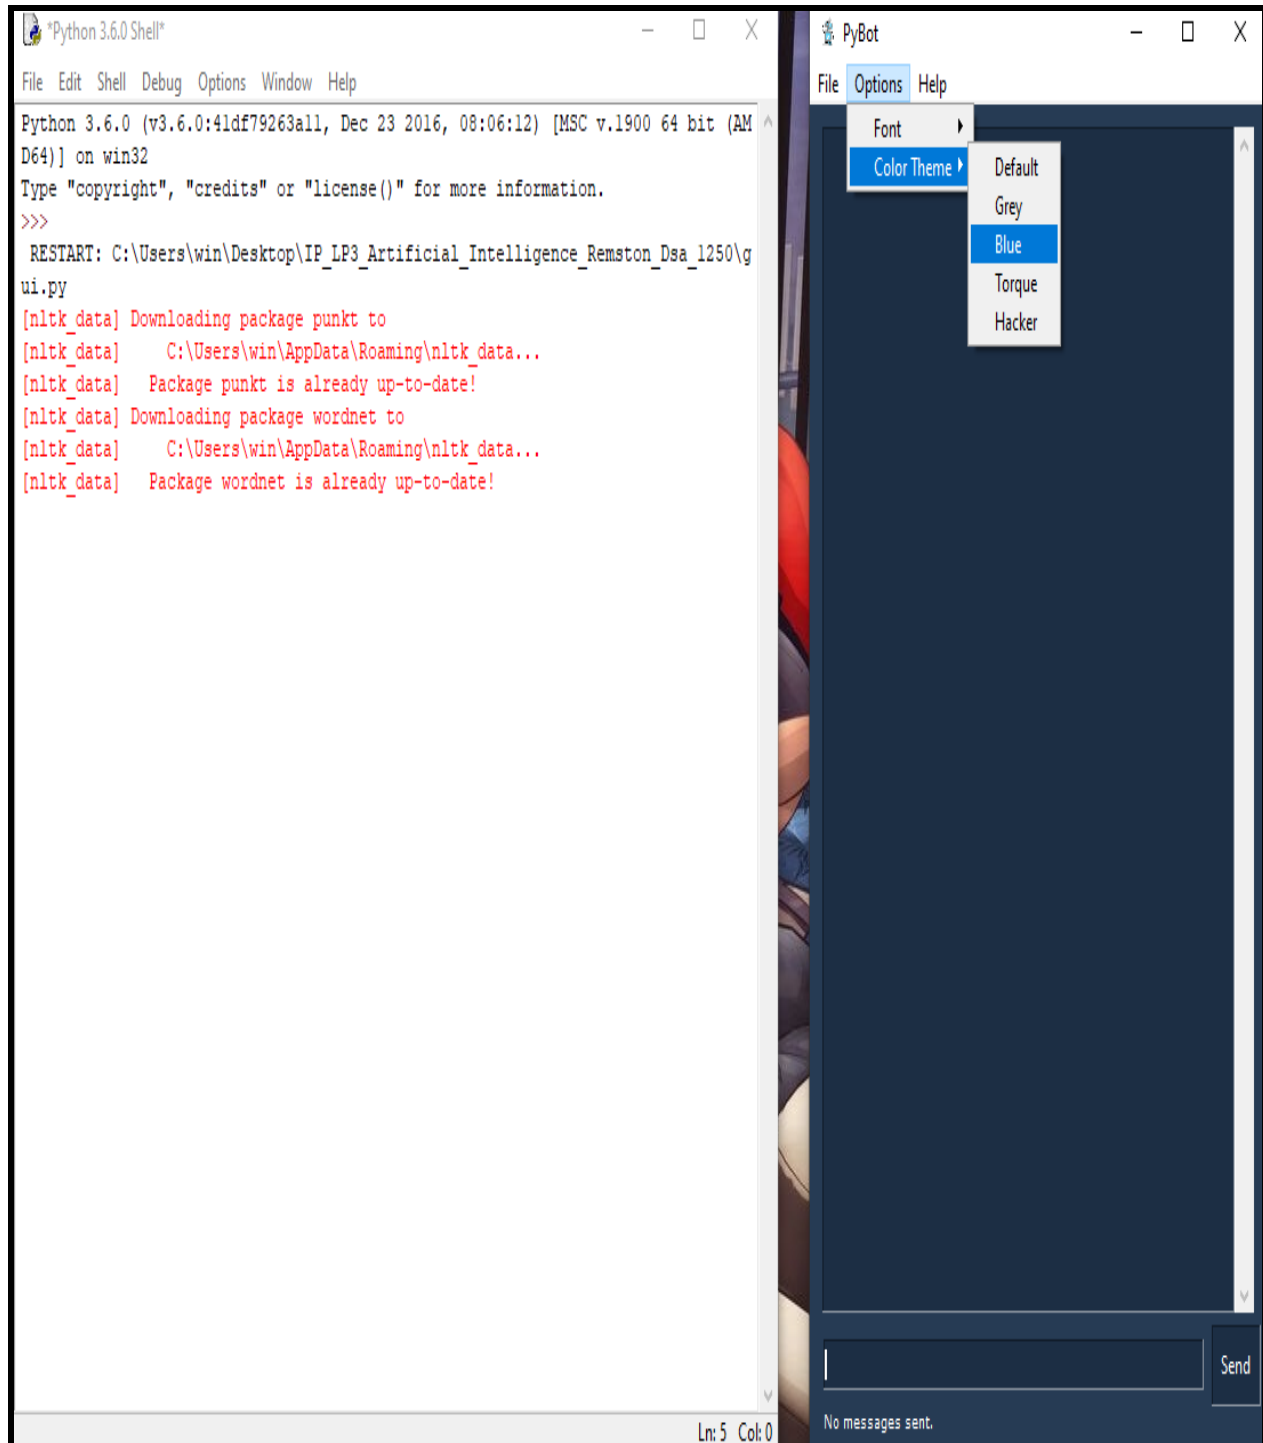 *Python 3.6.0 Shell*
File Edit Shell Debug Options Window Help
Python 3.6.0 (v3.6.0:41df79263a11, Dec 23 2016, 08:06:12) [MSC v.1900 64 bit (AM
D64)] on win32
Type "copyright", "credits" or "license()" for more information.
>>>
RESTART: C:\Users\win\Desktop\IP_LP3_Artificial_Intelligence_Remston_Dsa_1250\g
ui.py
[nltk_data] Downloading package punkt to
[nltk_data]     C:\Users\win\AppData\Roaming\nltk_data...
[nltk_data]   Package punkt is already up-to-date!
[nltk_data] Downloading package wordnet to
[nltk_data]     C:\Users\win\AppData\Roaming\nltk_data...
[nltk_data]   Package wordnet is already up-to-date!
Ln: 5 Col: 0
PyBot
File Options Help
Font
Color Theme
Default
Grey
Blue
Torque
Hacker
Send
No messages sent.